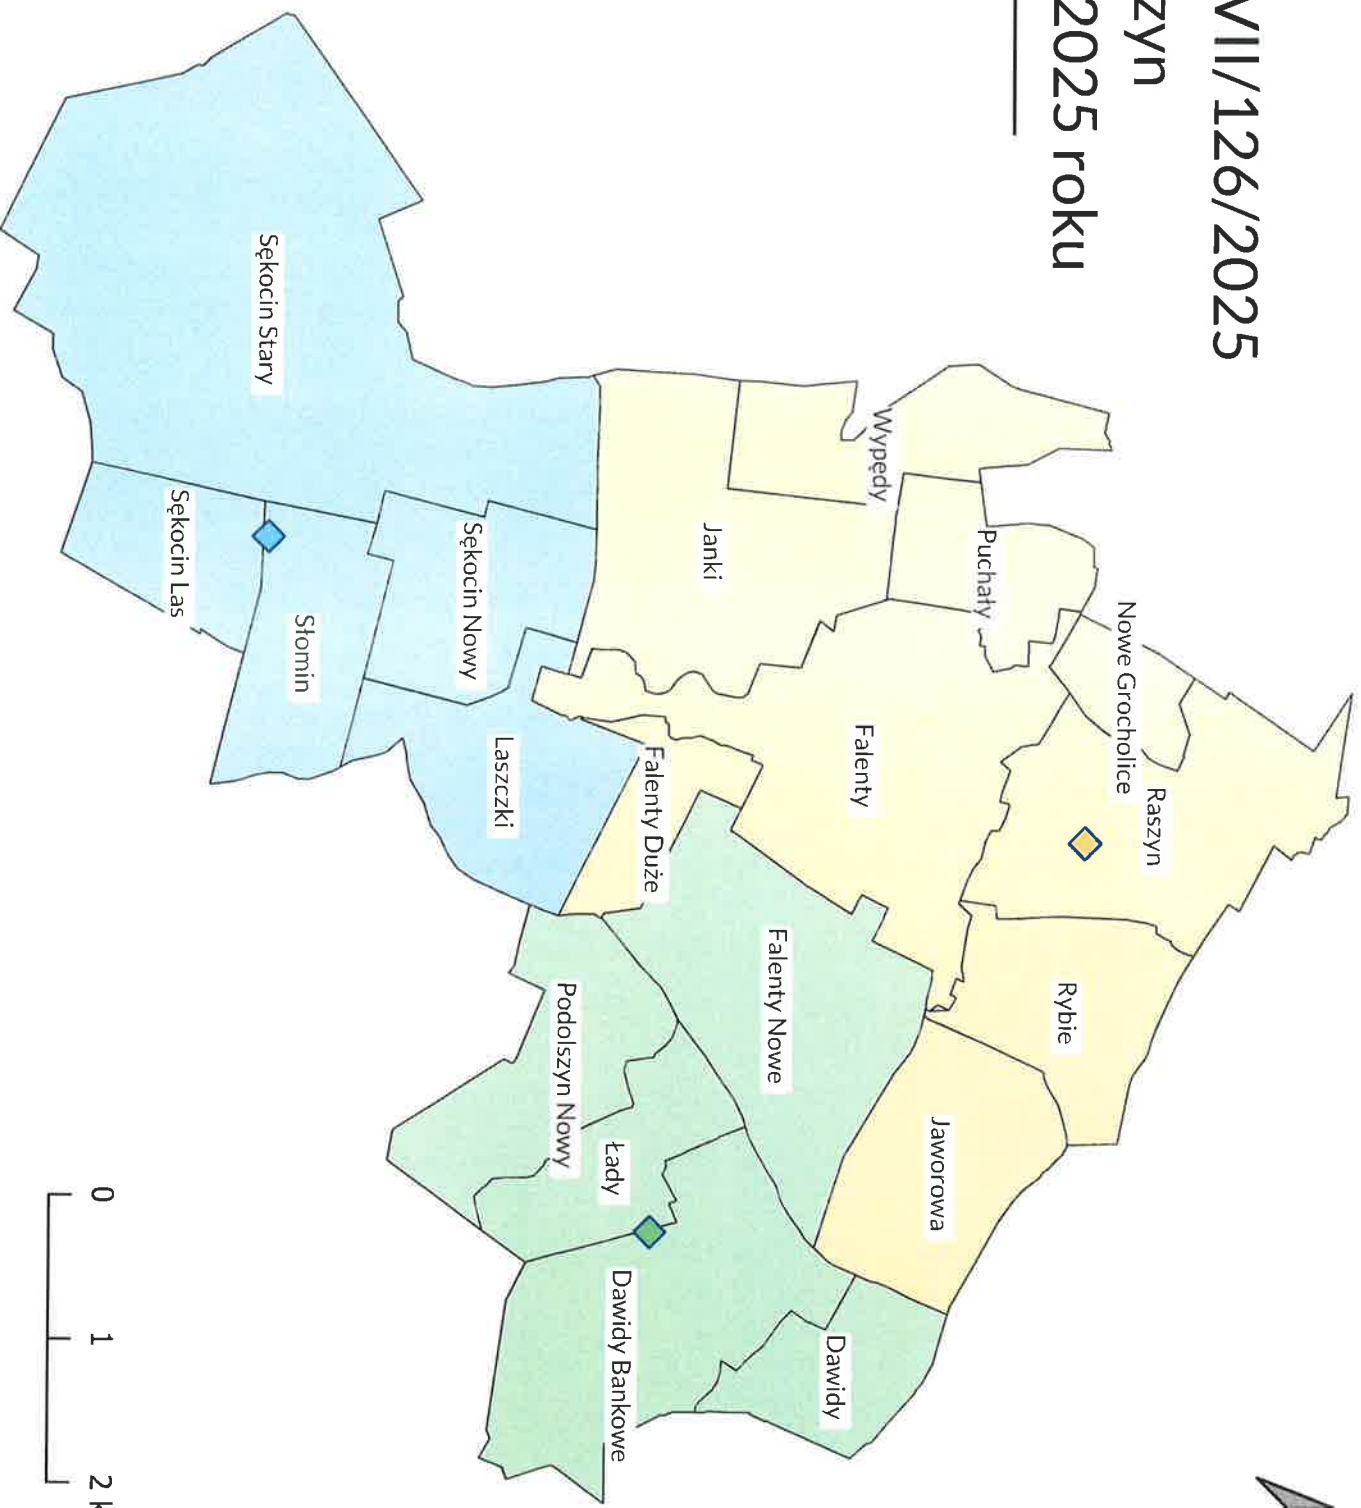 VII/126/2025
zyn
2025 roku
Nowe Grocholice
Raszyn
Puchały
Rybie
Wypędy
Jaworowa
Falenty
Dawidy
Falenty Nowe
Janki
Falenty Duże
Dawidy Bankowe
Łady
Podolszyn Nowy
Laszczki
Sękocin Nowy
Słomin
Sękocin Stary
Sękocin Las
0 1 2 k